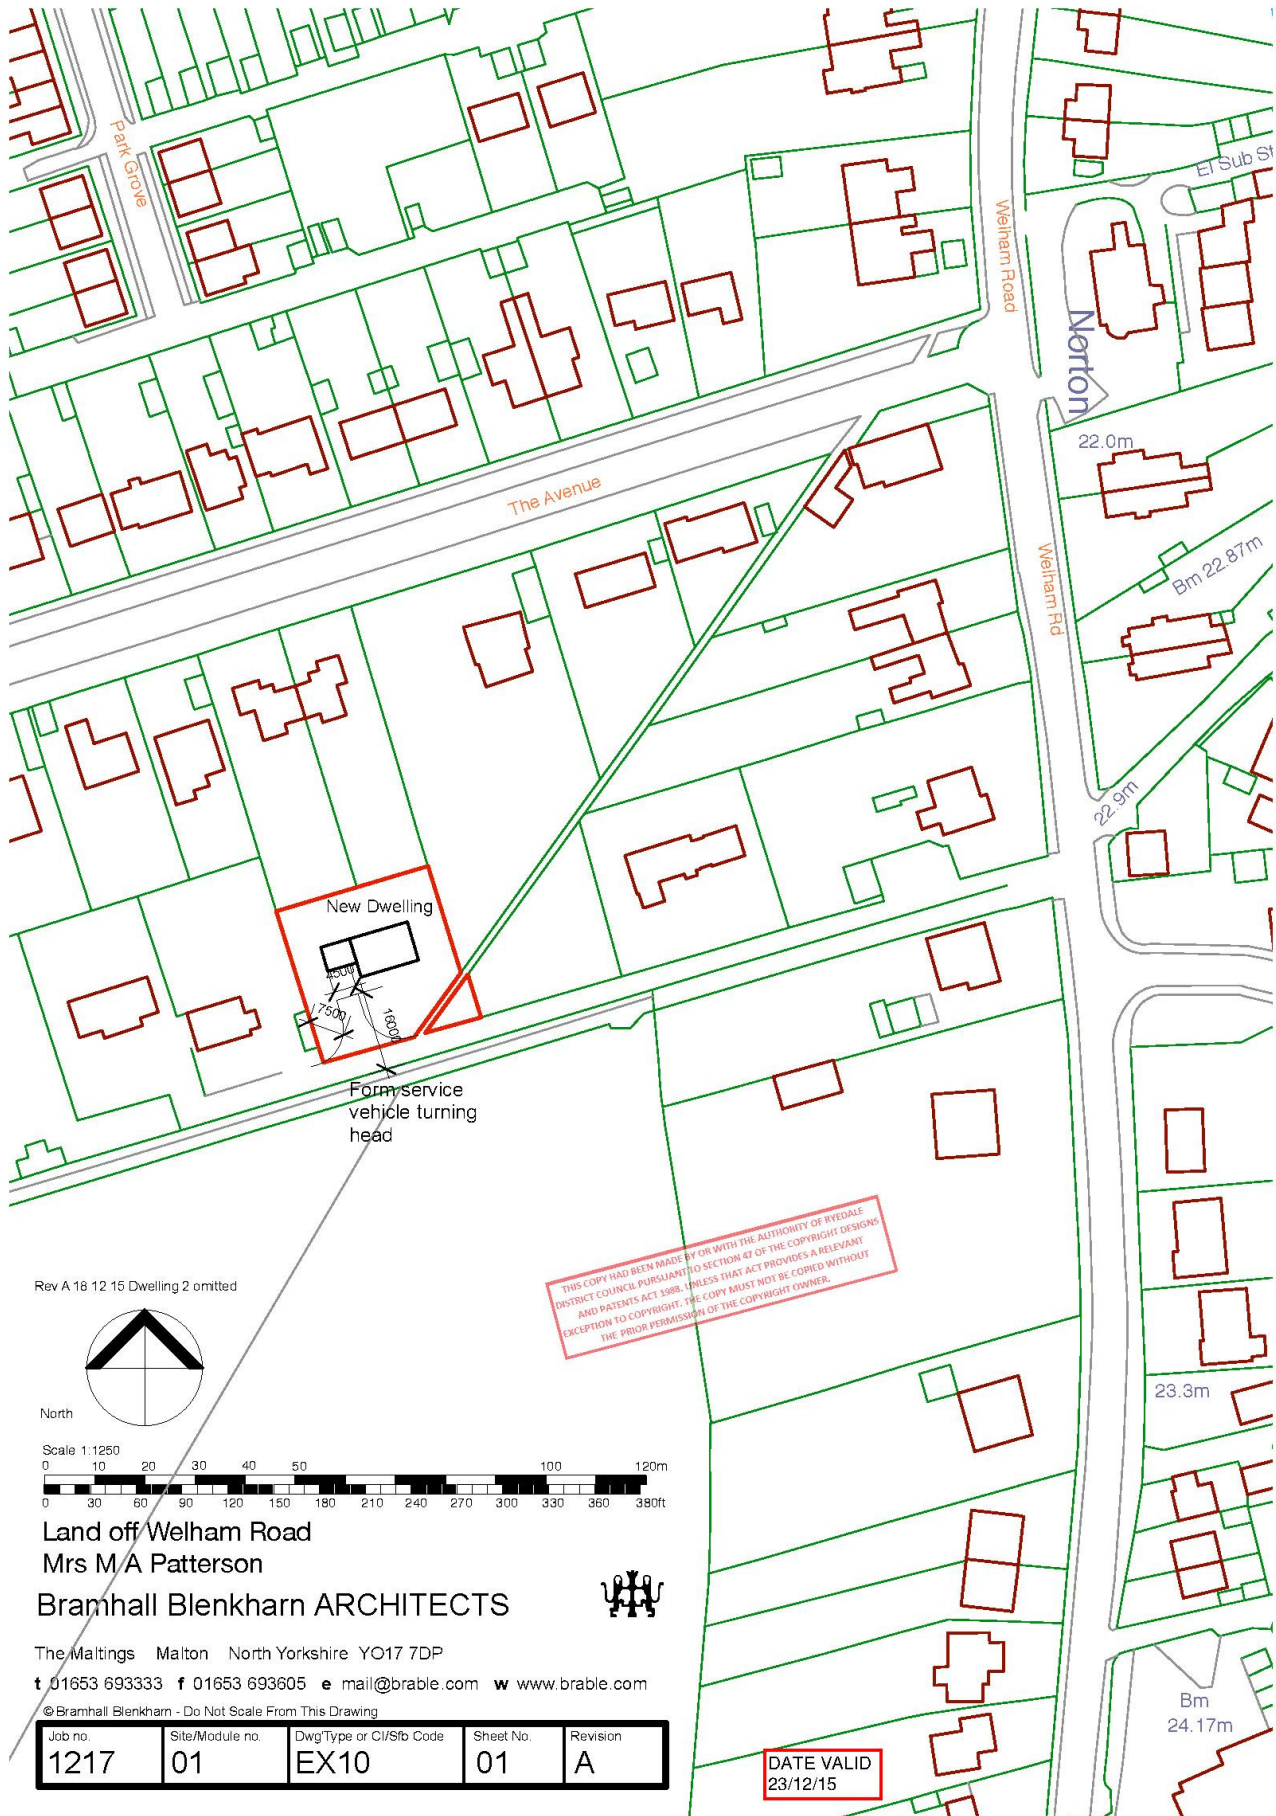 Park Grove
El Sub St
Welham Road
Norton
22.0m
The Avenue
Welham Rd
Bm 22.87m
22.9m
New Dwelling
4500
7500
16000
Form service
vehicle turning
head
THIS COPY HAD BEEN MADE BY OR WITH THE AUTHORITY OF RYEDALE
DISTRICT COUNCIL PURSUANT TO SECTION 47 OF THE COPYRIGHT DESIGNS
AND PATENTS ACT 1988. UNLESS THAT ACT PROVIDES A RELEVANT
EXCEPTION TO COPYRIGHT. THE COPY MUST NOT BE COPIED WITHOUT
THE PRIOR PERMISSION OF THE COPYRIGHT OWNER.
Rev A 18 12 15 Dwelling 2 omitted
North
23.3m
Scale 1:1250
0 10 20 30 40 50 100 120m
0 30 60 90 120 150 180 210 240 270 300 330 360 380ft
Land off Welham Road
Mrs M A Patterson
Bramhall Blenkharn ARCHITECTS
The Maltings Malton North Yorkshire YO17 7DP
t 01653 693333 f 01653 693605 e mail@brable.com w www.brable.com
© Bramhall Blenkharn - Do Not Scale From This Drawing
Job no. Site/Module no. Dwg'Type or CI/Sfb Code Sheet No. Revision
1217 01 EX10 01 A
Bm
24.17m
DATE VALID
23/12/15